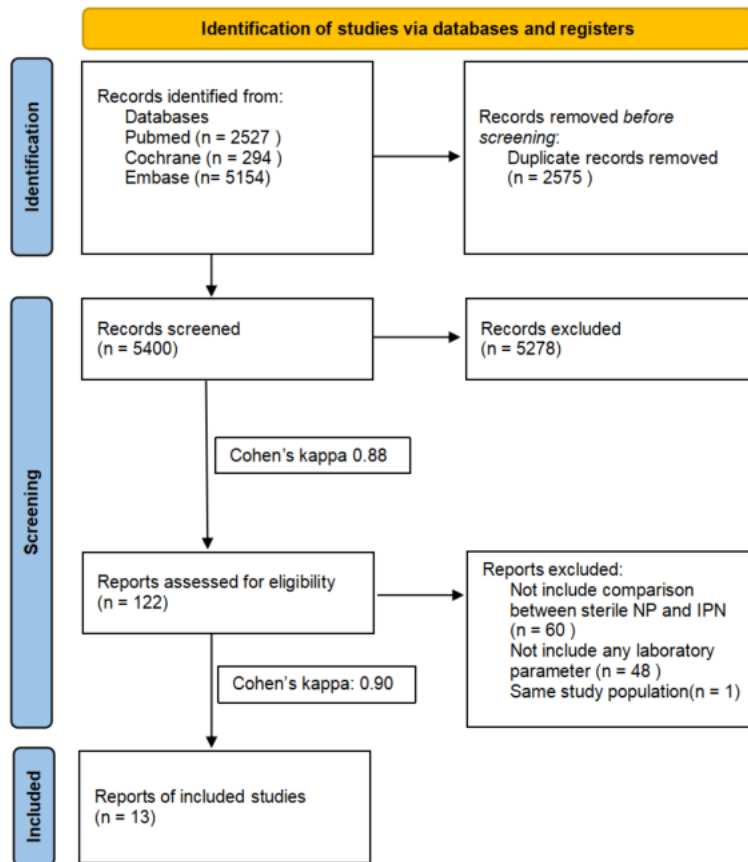 Identification of studies via databases and registers
Identification
Records identified from:
Databases
Pubmed (n = 2527 )
Cochrane (n = 294 )
Embase (n= 5154)
Records removed before
screening:
Duplicate records removed
(n = 2575 )
Screening
Records screened
(n = 5400)
Records excluded
(n = 5278)
Cohen's kappa 0.88
Reports assessed for eligibility
(n = 122)
Reports excluded:
Not include comparison
between sterile NP and IPN
(n = 60 )
Not include any laboratory
parameter (n = 48 )
Same study population(n = 1)
Cohen's kappa: 0.90
Included
Reports of included studies
(n = 13)